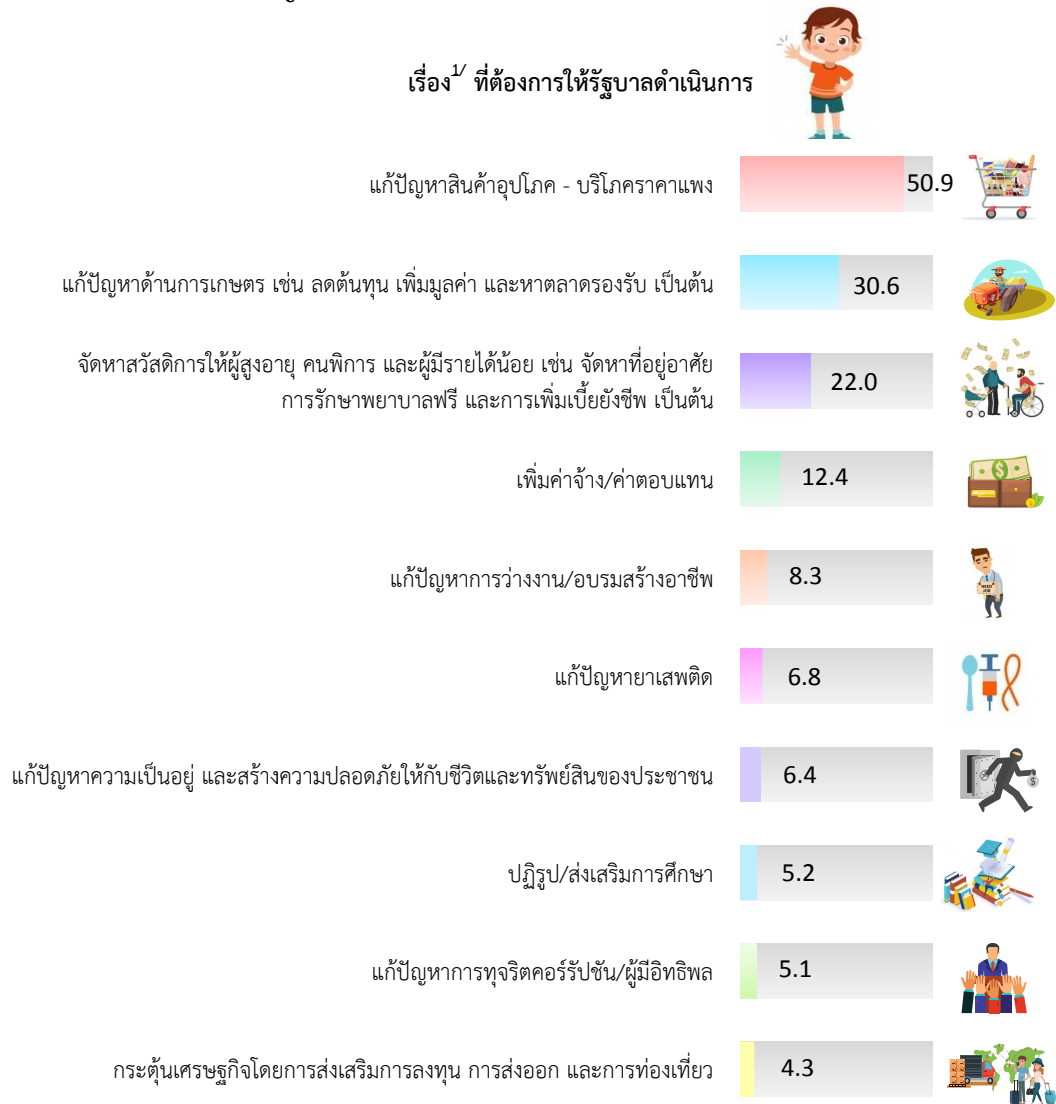 เรื่อง1/ ที่ต้องการให้รัฐบาลดำเนินการ
แก้ปัญหาสินค้าอุปโภค - บริโภคราคาแพง 50.9
แก้ปัญหาด้านการเกษตร เช่น ลดต้นทุน เพิ่มมูลค่า และหาตลาดรองรับ เป็นต้น 30.6
จัดหาสวัสดิการให้ผู้สูงอายุ คนพิการ และผู้มีรายได้น้อย เช่น จัดหาที่อยู่อาศัย
การรักษาพยาบาลฟรี และการเพิ่มเบี้ยยังชีพ เป็นต้น 22.0
เพิ่มค่าจ้าง/ค่าตอบแทน 12.4
แก้ปัญหาการว่างงาน/อบรมสร้างอาชีพ 8.3
NEED JOB
แก้ปัญหายาเสพติด 6.8
แก้ปัญหาความเป็นอยู่ และสร้างความปลอดภัยให้กับชีวิตและทรัพย์สินของประชาชน 6.4
ปฏิรูป/ส่งเสริมการศึกษา 5.2
แก้ปัญหาการทุจริตคอร์รัปชัน/ผู้มีอิทธิพล 5.1
กระตุ้นเศรษฐกิจโดยการส่งเสริมการลงทุน การส่งออก และการท่องเที่ยว 4.3